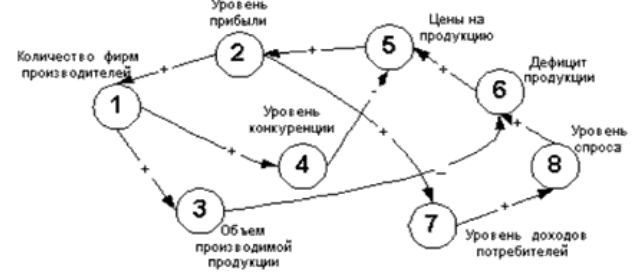 Уровень
прибыли
2
Цены на
продукцию
5
Количество фирм
производителей
1
Дефицит
продукции
6
Уровень
конкуренции
4
Уровень
спроса
8
3
Объем
производимой
продукции
7
Уровень доходов
потребителей
+
+
+
+
+
-
+
+
–
+
+